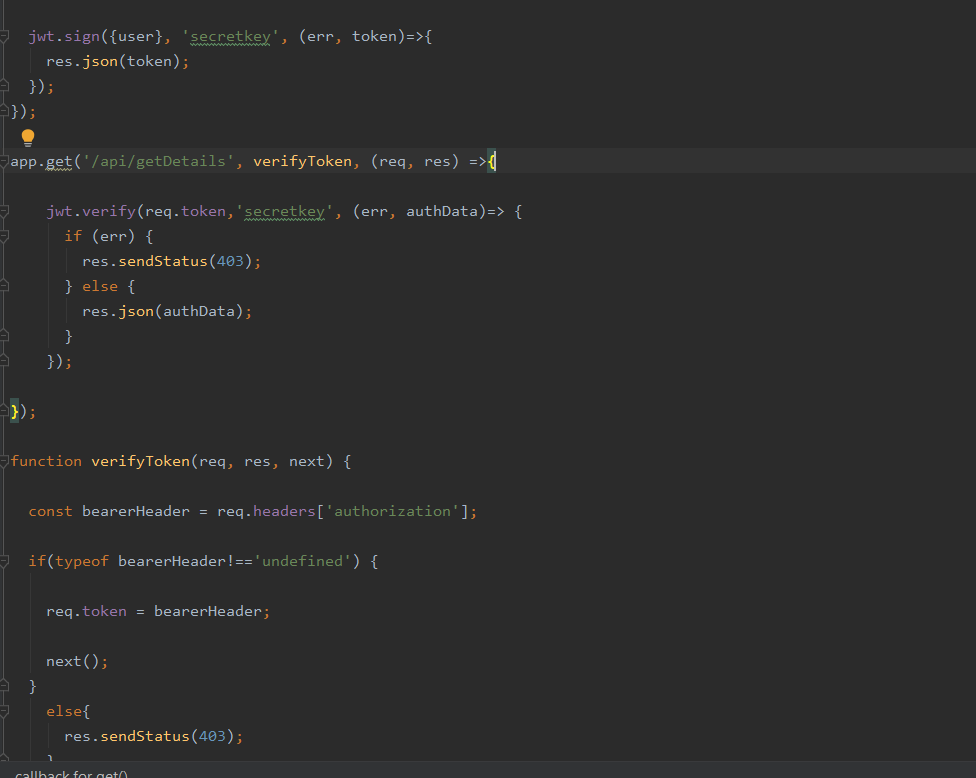 jwt.sign({user}, 'secretkey', (err, token)=>{
res.json(token);
});
});
app.get('/api/getDetails', verifyToken, (req, res) =>{
jwt.verify(req.token,'secretkey', (err, authData)=> {
if (err) {
res.sendStatus(403);
} else {
res.json(authData);
}
});
});
function verifyToken(req, res, next) {
const bearerHeader = req.headers['authorization'];
if(typeof bearerHeader!=='undefined') {
req.token = bearerHeader;
next();
}
else{
res.sendStatus(403);
}
callback for get()